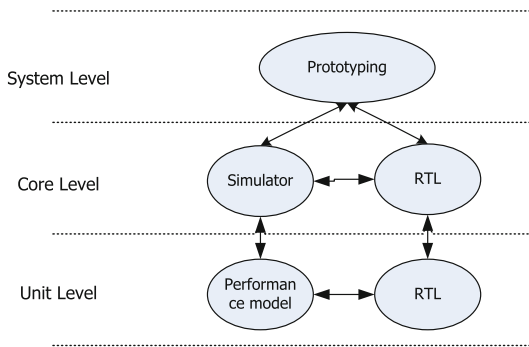 System Level
Prototyping
Core Level
Simulator
RTL
Unit Level
Performan
ce model
RTL